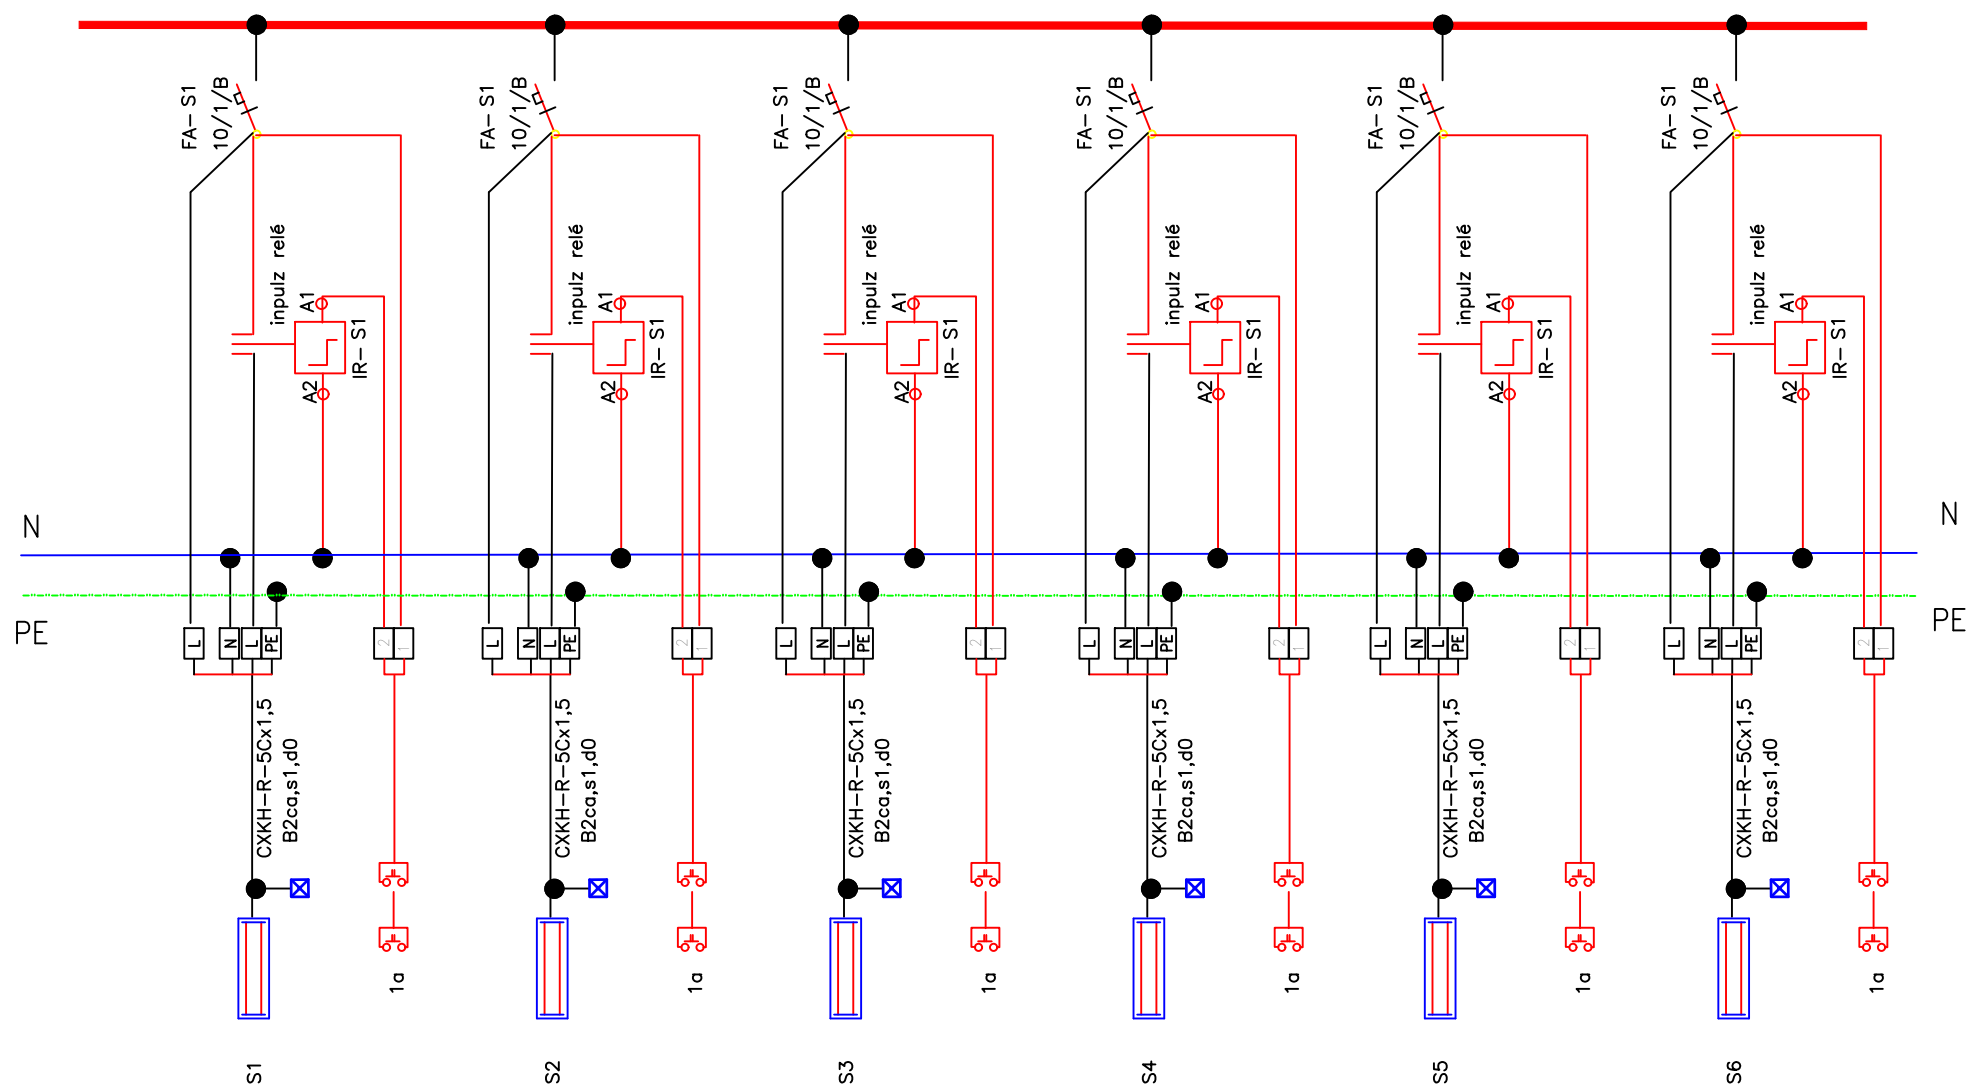 FA- S1
10/1/B
inpulz relé
A1
IR- S1
A2
FA- S1
10/1/B
inpulz relé
A1
IR- S1
A2
FA- S1
10/1/B
inpulz relé
A1
IR- S1
A2
FA- S1
10/1/B
inpulz relé
A1
IR- S1
A2
FA- S1
10/1/B
inpulz relé
A1
IR- S1
A2
FA- S1
10/1/B
inpulz relé
A1
IR- S1
A2
N
N
PE
PE
L
N
L
PE
2
1
L
N
L
PE
2
1
L
N
L
PE
2
1
L
N
L
PE
2
1
L
N
L
PE
2
1
L
N
L
PE
2
1
CXKH-R-5Cx1,5
B2ca,s1,d0
CXKH-R-5Cx1,5
B2ca,s1,d0
CXKH-R-5Cx1,5
B2ca,s1,d0
CXKH-R-5Cx1,5
B2ca,s1,d0
CXKH-R-5Cx1,5
B2ca,s1,d0
CXKH-R-5Cx1,5
B2ca,s1,d0
1a
1a
1a
1a
1a
1a
S1
S2
S3
S4
S5
S6